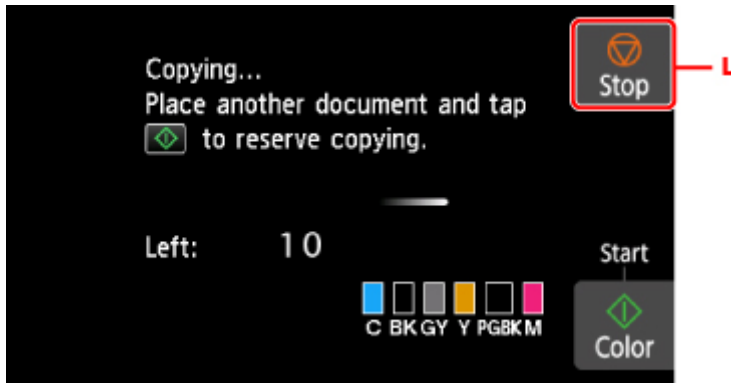 Copying...
Place another document and tap
to reserve copying.
Stop
L
Left: 10
Start
C BK GY Y PGBK M
Color